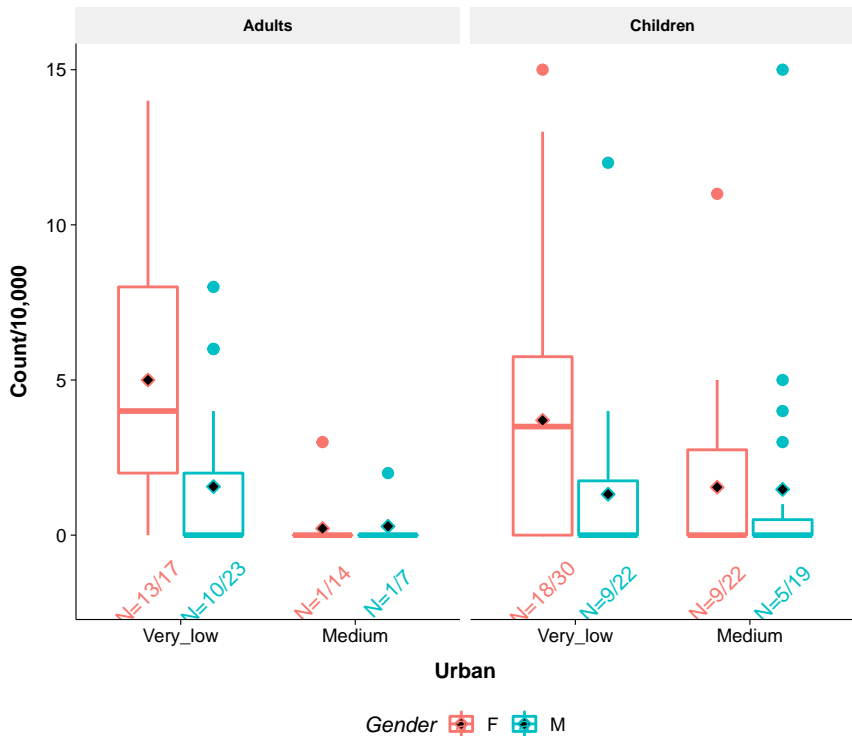 Adults
Children
Count/10,000
15
10
5
0
N=13/17
N=10/23
N=1/14
N=1/7
N=18/30
N=9/22
N=9/22
N=5/19
Very_low
Medium
Very_low
Medium
Urban
Gender F M